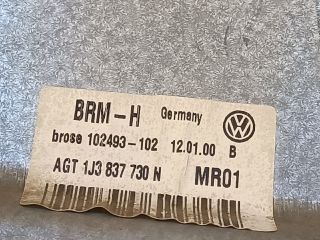 BRM-H Germany
brose 102493-102 12.01.00 B
AGT 1J3 837 730 N MR01